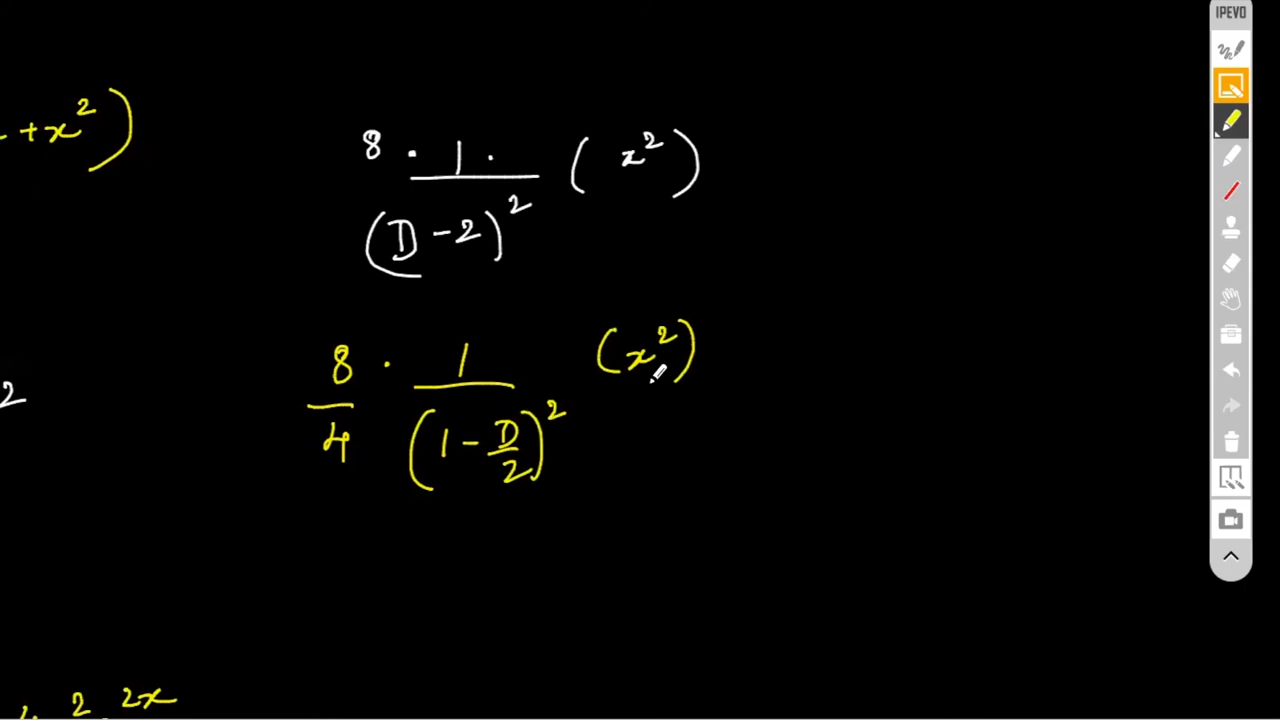 IPEVO
+x²)
8 · 1 · (x²)
(D-2)²
8 · 1 (x²)
4 (1 - D/2)²
2
2 2x